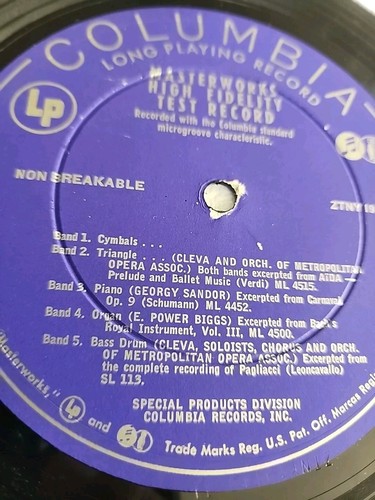 COLUMBIA
LONG PLAYING RECORD
Lp
MASTERWORKS
HIGH FIDELITY
TEST RECORD
Recorded with the Columbia standard
microgroove characteristic.
NON BREAKABLE
ZTNY 19
Band 1. Cymbals . . .
Band 2. Triangle . . . (CLEVA AND ORCH. OF METROPOLITAN
OPERA ASSOC.) Both bands excerpted from AIDA —
Prelude and Ballet Music (Verdi) ML 4515.
Band 3. Piano (GEORGY SANDOR) Excerpted from Carnaval
Op. 9 (Schumann) ML 4452.
Band 4. Organ (E. POWER BIGGS) Excerpted from Bach's
Royal Instrument, Vol. III, ML 4500.
Band 5. Bass Drum (CLEVA, SOLOISTS, CHORUS AND ORCH.
OF METROPOLITAN OPERA ASSOC.) Excerpted from
the complete recording of Pagliacci (Leoncavallo)
SL 113.
SPECIAL PRODUCTS DIVISION
COLUMBIA RECORDS, INC.
"Masterworks," Lp and Trade Marks Reg. U.S. Pat. Off. Marcas